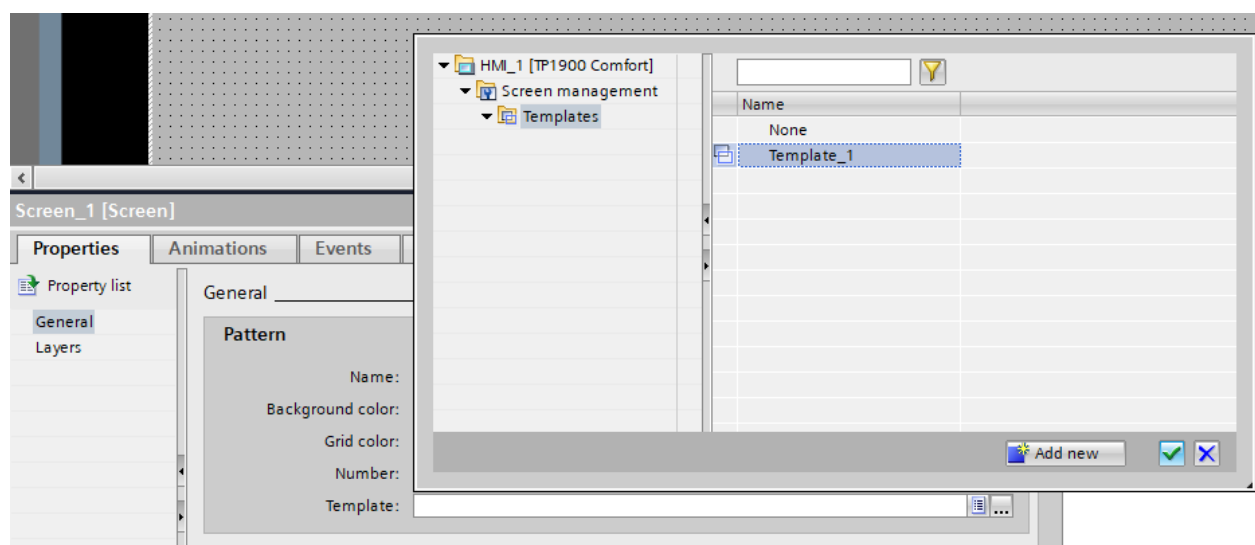 HMI_1 [TP1900 Comfort]
Screen management
Templates
Name
None
Template_1
Add new
Screen_1 [Screen]
Properties
Animations
Events
Property list
General
Layers
General
Pattern
Name:
Background color:
Grid color:
Number:
Template:
...